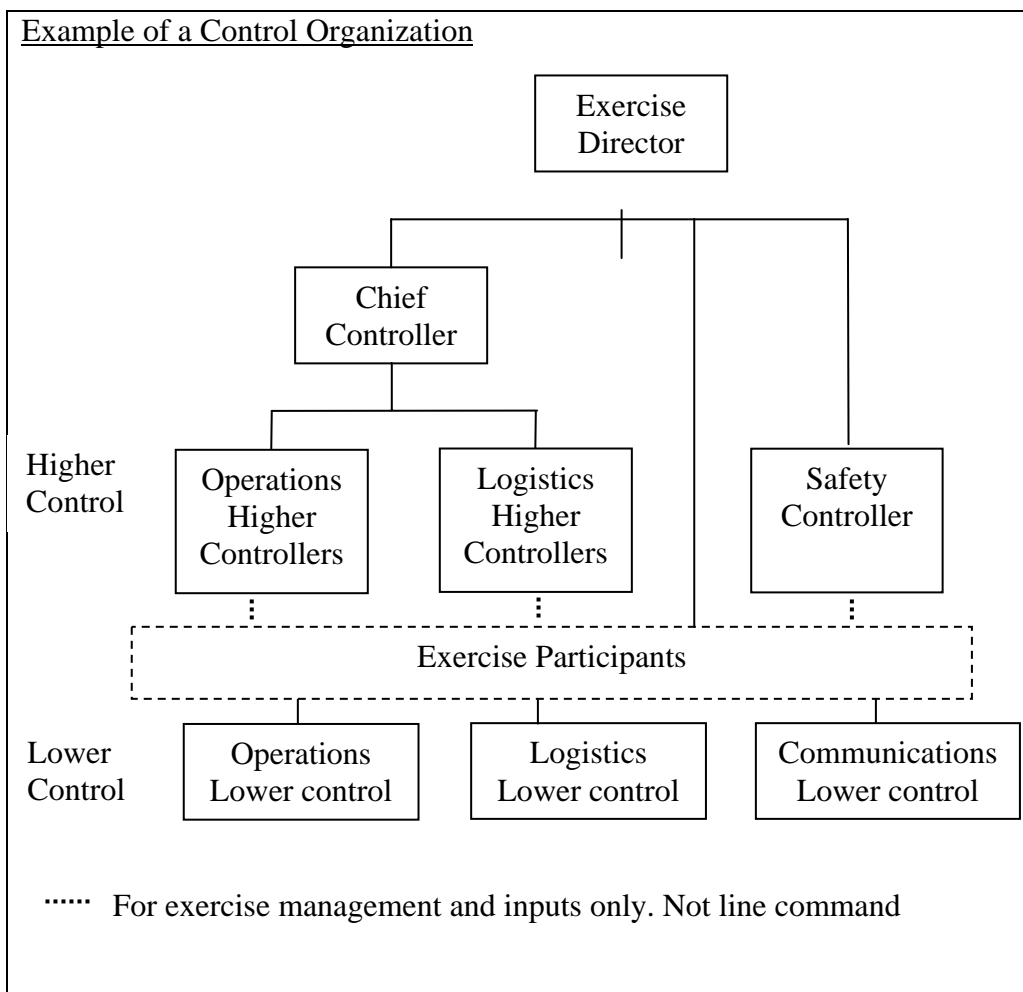 Example of a Control Organization
Exercise
Director
Chief
Controller
Higher
Control
Operations
Higher
Controllers
Logistics
Higher
Controllers
Safety
Controller
Exercise Participants
Lower
Control
Operations
Lower control
Logistics
Lower control
Communications
Lower control
...... For exercise management and inputs only. Not line command